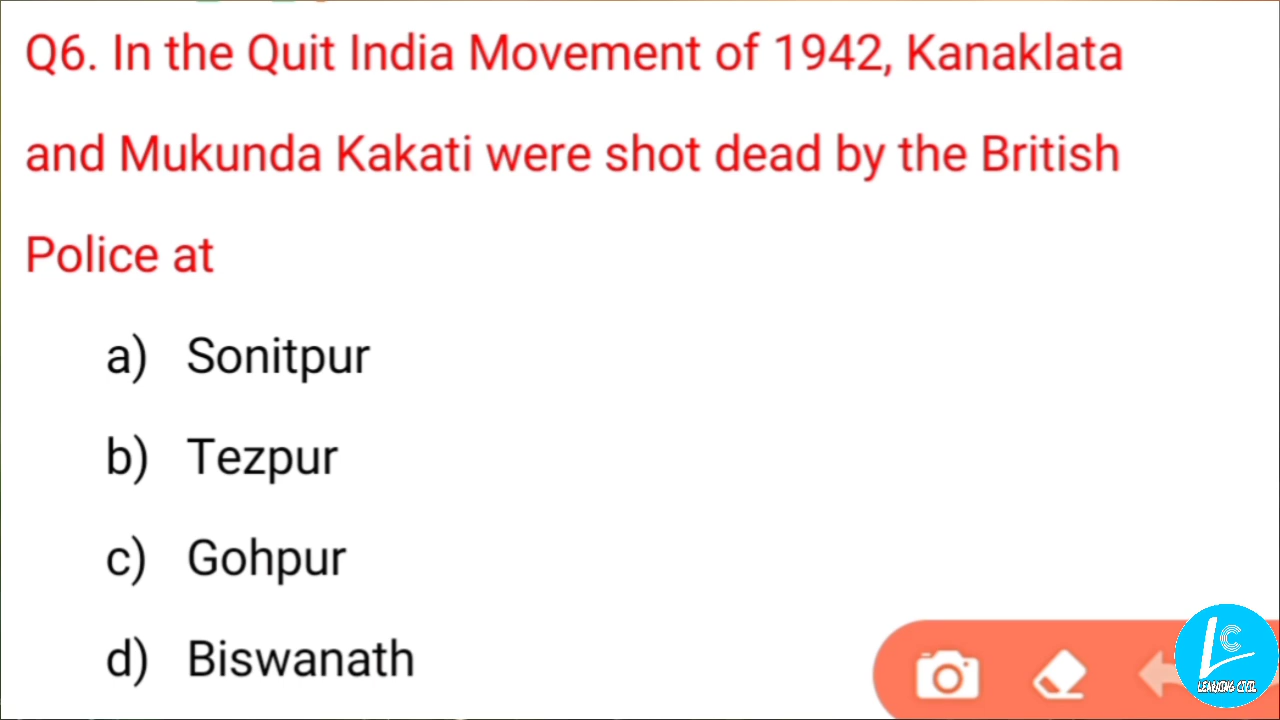 Q6. In the Quit India Movement of 1942, Kanaklata
and Mukunda Kakati were shot dead by the British
Police at
a) Sonitpur
b) Tezpur
c) Gohpur
d) Biswanath
LC
LEARNING CIVIL